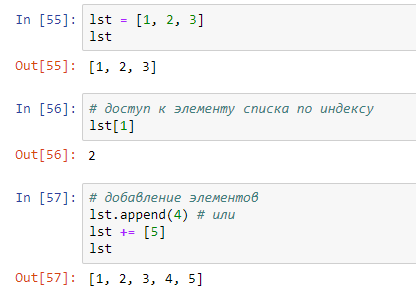 In [55]: lst = [1, 2, 3]
lst
Out[55]: [1, 2, 3]
In [56]: # доступ к элементу списка по индексу
lst[1]
Out[56]: 2
In [57]: # добавление элементов
lst.append(4) # или
lst += [5]
lst
Out[57]: [1, 2, 3, 4, 5]